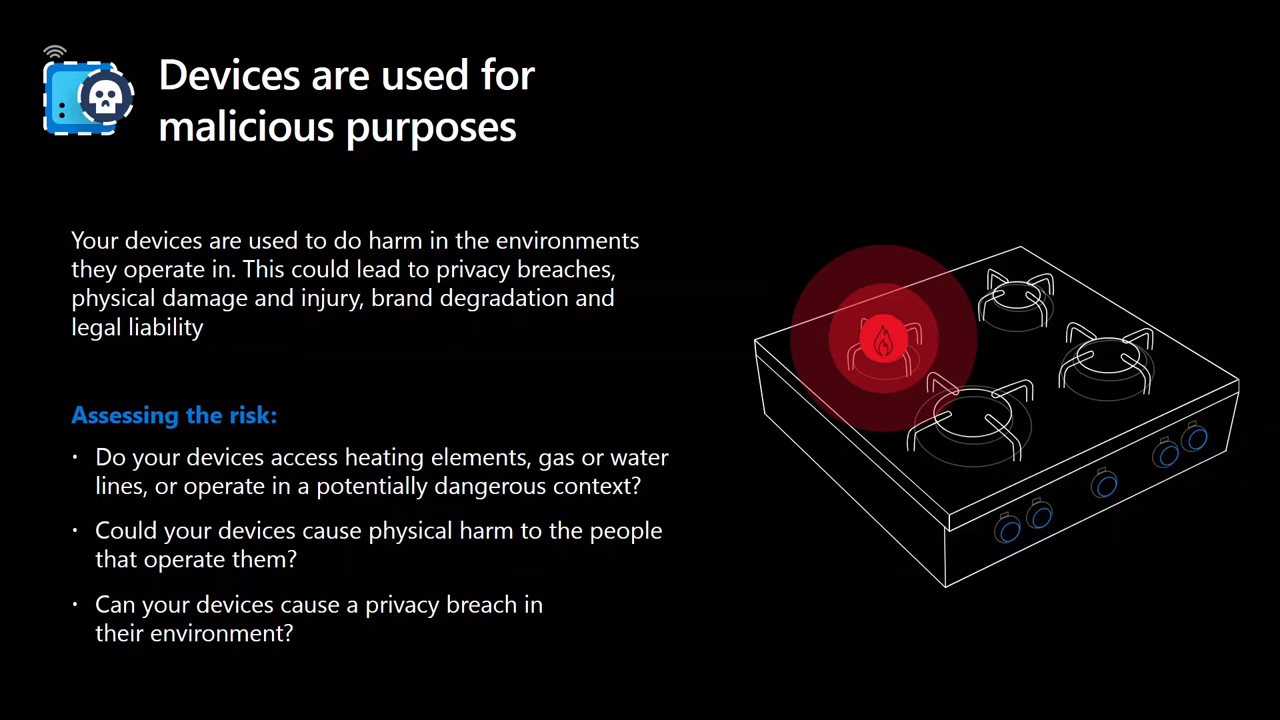 Devices are used for
malicious purposes
Your devices are used to do harm in the environments
they operate in. This could lead to privacy breaches,
physical damage and injury, brand degradation and
legal liability
Assessing the risk:
· Do your devices access heating elements, gas or water
lines, or operate in a potentially dangerous context?
· Could your devices cause physical harm to the people
that operate them?
· Can your devices cause a privacy breach in
their environment?